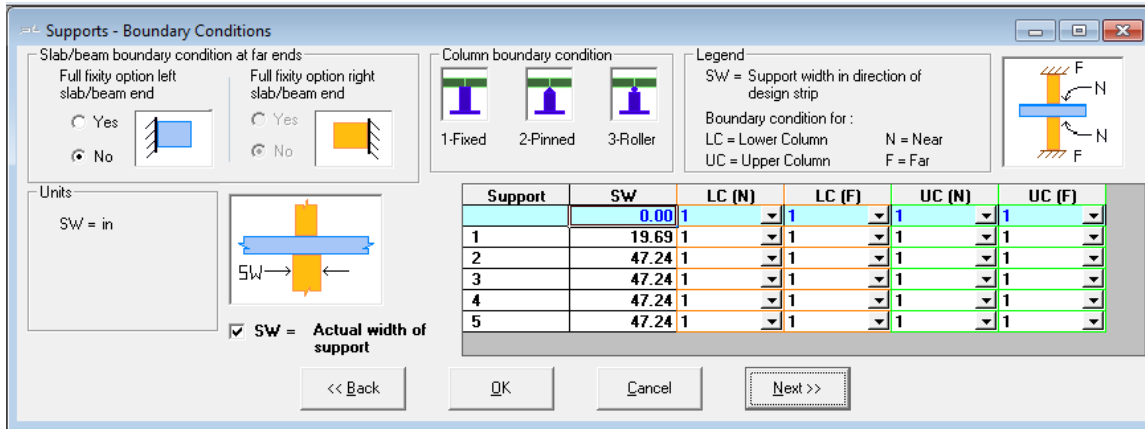 Supports - Boundary Conditions
Slab/beam boundary condition at far ends
Full fixity option left
slab/beam end
Yes
No
Full fixity option right
slab/beam end
Yes
No
Column boundary condition
1-Fixed 2-Pinned 3-Roller
Legend
SW = Support width in direction of
design strip
Boundary condition for :
LC = Lower Column N = Near
UC = Upper Column F = Far
F
N
N
F
Units
SW = in
SW
SW = Actual width of
support
Support SW LC (N) LC (F) UC (N) UC (F)
0.00 1 1 1 1
1 19.69 1 1 1 1
2 47.24 1 1 1 1
3 47.24 1 1 1 1
4 47.24 1 1 1 1
5 47.24 1 1 1 1
<< Back OK Cancel Next >>